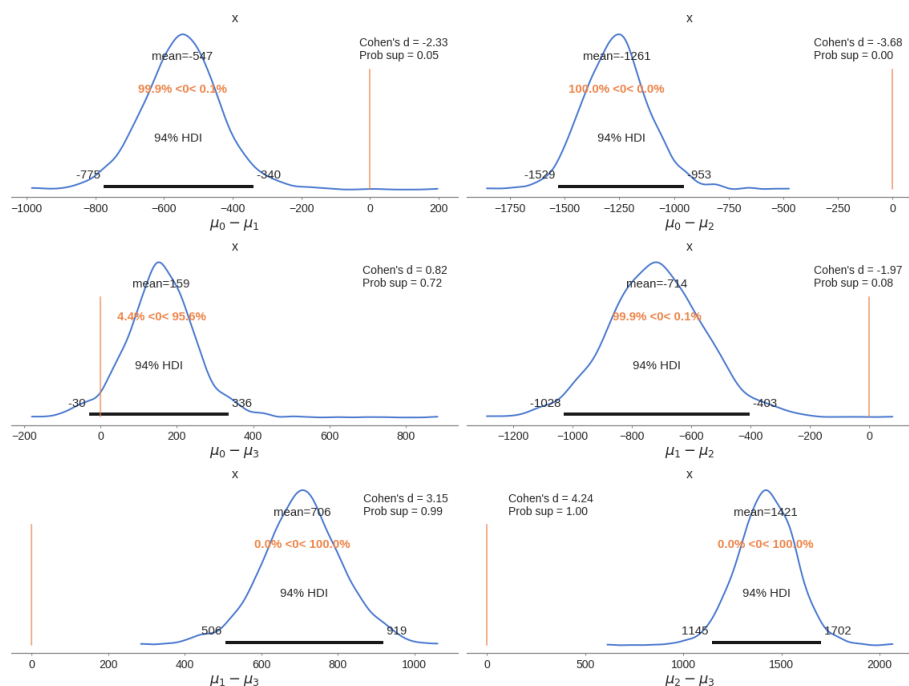 x
mean=-547
Cohen's d = -2.33
Prob sup = 0.05
99.9% <0< 0.1%
94% HDI
-775 -340
−1000 −800 −600 −400 −200 0 200
μ₀ − μ₁
x
mean=-1261
Cohen's d = -3.68
Prob sup = 0.00
100.0% <0< 0.0%
94% HDI
-1529 -953
−1750 −1500 −1250 −1000 −750 −500 −250 0
μ₀ − μ₂
x
mean=159
Cohen's d = 0.82
Prob sup = 0.72
4.4% <0< 95.6%
94% HDI
-30 336
−200 0 200 400 600 800
μ₀ − μ₃
x
mean=-714
Cohen's d = -1.97
Prob sup = 0.08
99.9% <0< 0.1%
94% HDI
-1028 -403
−1200 −1000 −800 −600 −400 −200 0
μ₁ − μ₂
x
mean=706
Cohen's d = 3.15
Prob sup = 0.99
0.0% <0< 100.0%
94% HDI
506 919
0 200 400 600 800 1000
μ₁ − μ₃
x
Cohen's d = 4.24
Prob sup = 1.00
mean=1421
0.0% <0< 100.0%
94% HDI
1145 1702
0 500 1000 1500 2000
μ₂ − μ₃